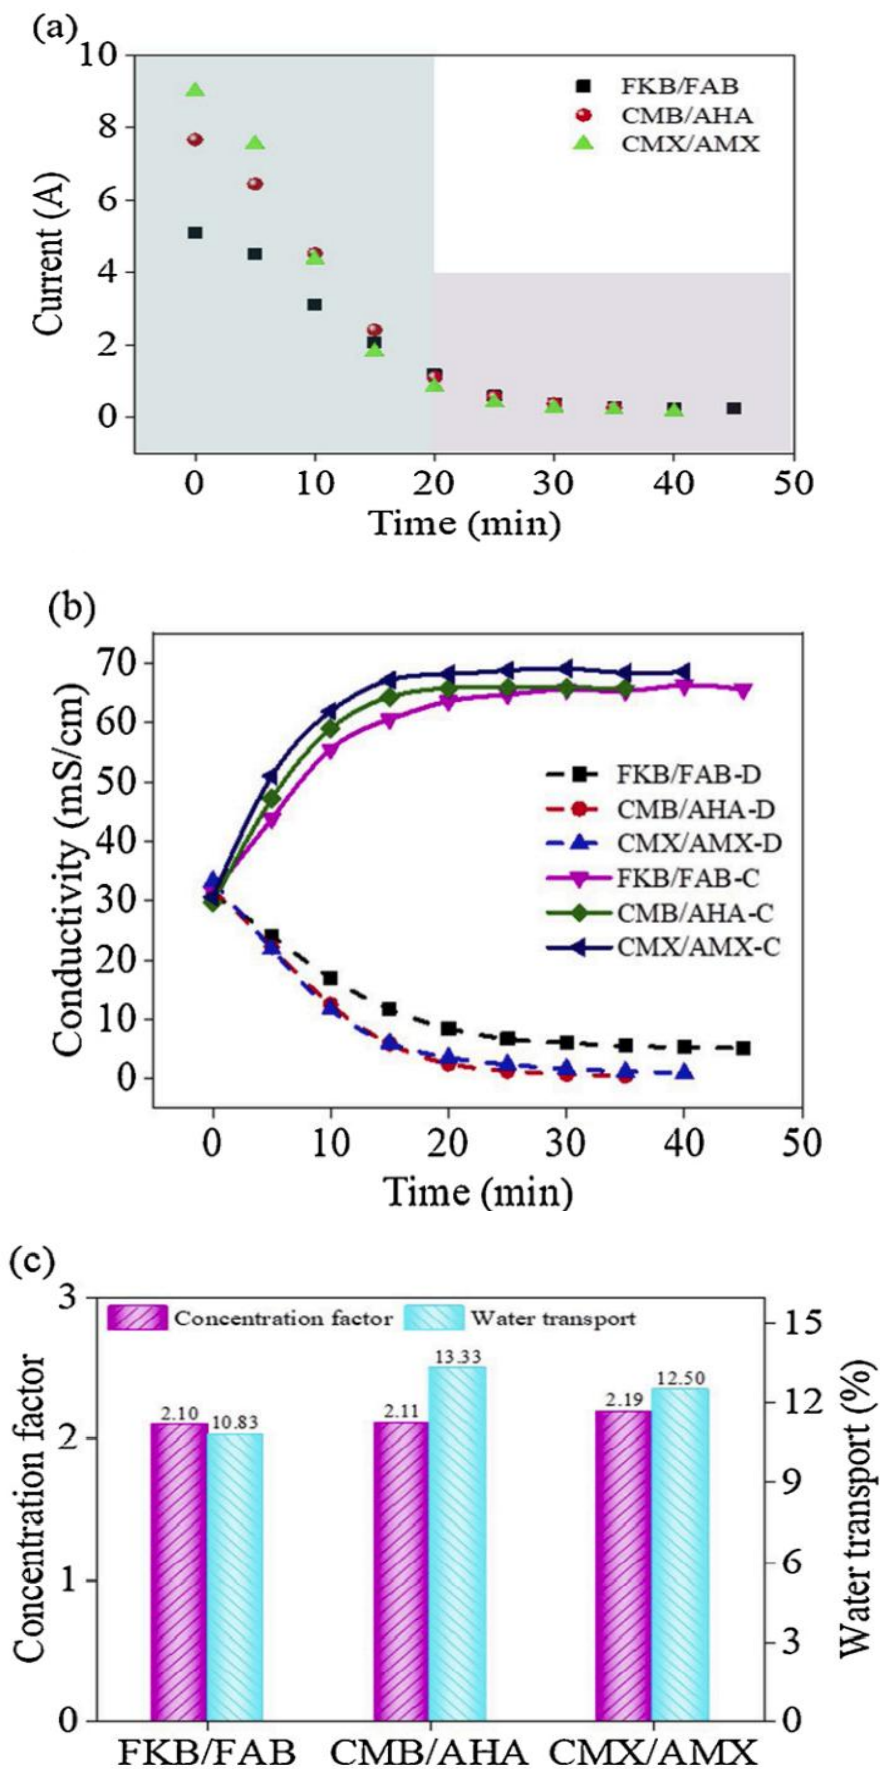 (a)
10
8
6
4
2
0
Current (A)
FKB/FAB
CMB/AHA
CMX/AMX
0 10 20 30 40 50
Time (min)
(b)
70
60
50
40
30
20
10
0
Conductivity (mS/cm)
FKB/FAB-D
CMB/AHA-D
CMX/AMX-D
FKB/FAB-C
CMB/AHA-C
CMX/AMX-C
0 10 20 30 40 50
Time (min)
(c)
3
2
1
0
Concentration factor
Concentration factor Water transport
2.10 10.83
2.11 13.33
2.19 12.50
15
12
9
6
3
0
Water transport (%)
FKB/FAB CMB/AHA CMX/AMX